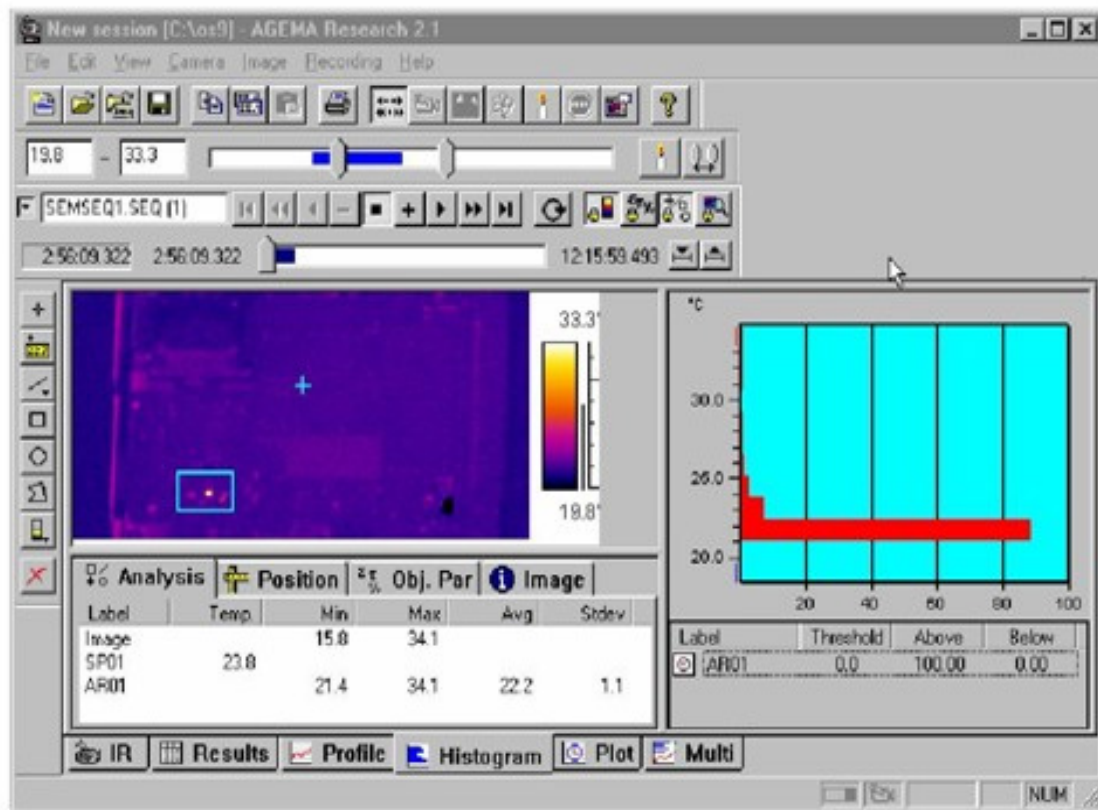 New session [C:\os9] - AGEMA Research 2.1
File Edit View Camera Image Recording Help
19.8 - 33.3
SEMSEQ1.SEQ (1)
2:56:09.322 2:56:09.322 12:15:59.493
33.3°
19.8°
°C
30.0
25.0
20.0
20 40 60 80 100
Analysis Position Obj. Par Image
Label Temp. Min Max Avg Stdev
Image 15.8 34.1
SP01 23.8
AR01 21.4 34.1 22.2 1.1
Label Threshold Above Below
AR01 0.0 100.00 0.00
IR Results Profile Histogram Plot Multi
NUM